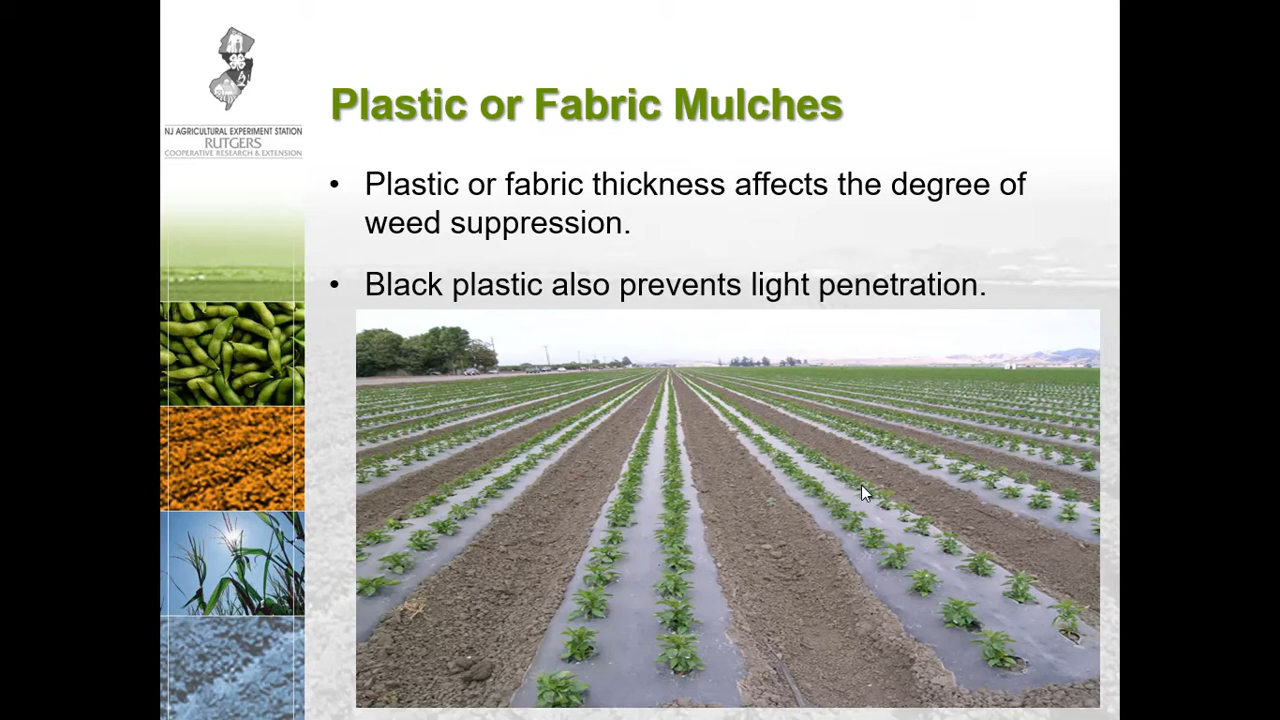 NJ AGRICULTURAL EXPERIMENT STATION
RUTGERS
COOPERATIVE RESEARCH & EXTENSION
Plastic or Fabric Mulches
• Plastic or fabric thickness affects the degree of
weed suppression.
• Black plastic also prevents light penetration.